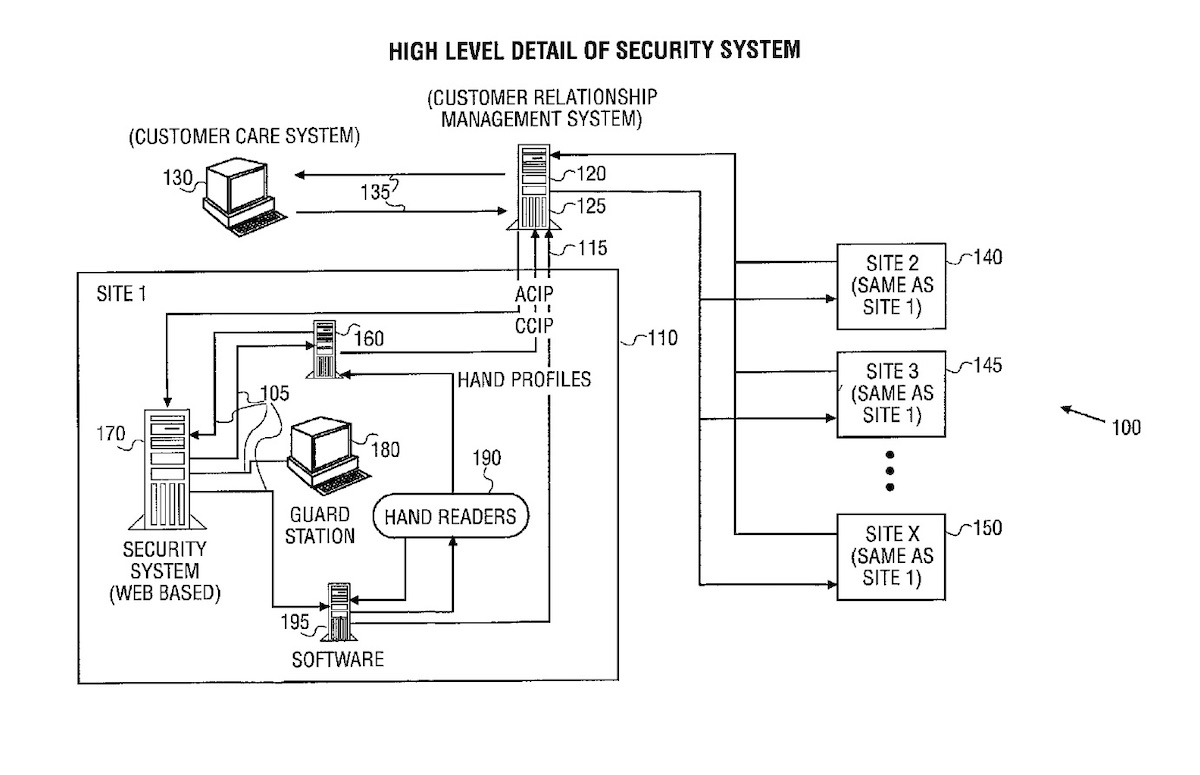 HIGH LEVEL DETAIL OF SECURITY SYSTEM
(CUSTOMER RELATIONSHIP
MANAGEMENT SYSTEM)
(CUSTOMER CARE SYSTEM)
130
135
120
125
115
SITE 1
ACIP
CCIP
160
110
HAND PROFILES
105
170
180
GUARD
STATION
190
HAND READERS
SECURITY
SYSTEM
(WEB BASED)
195
SOFTWARE
SITE 2
(SAME AS
SITE 1)
140
SITE 3
(SAME AS
SITE 1)
145
100
SITE X
(SAME AS
SITE 1)
150